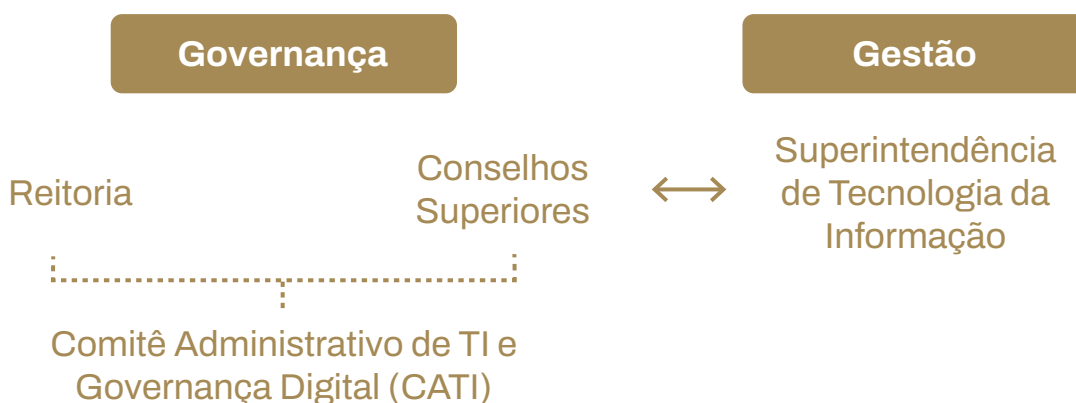 Governança
Gestão
Reitoria
Conselhos
Superiores
Superintendência
de Tecnologia da
Informação
Comitê Administrativo de TI e
Governança Digital (CATI)